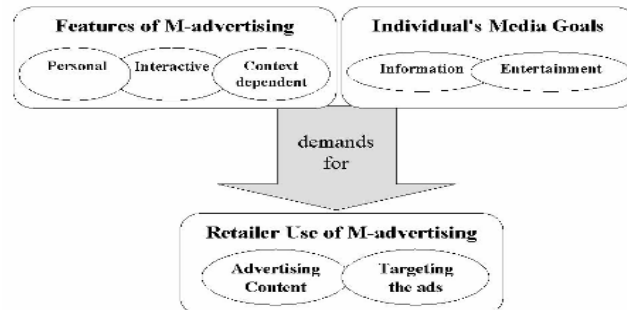 Features of M-advertising
Personal
Interactive
Context
dependent
Individual's Media Goals
Information
Entertainment
demands
for
Retailer Use of M-advertising
Advertising
Content
Targeting
the ads